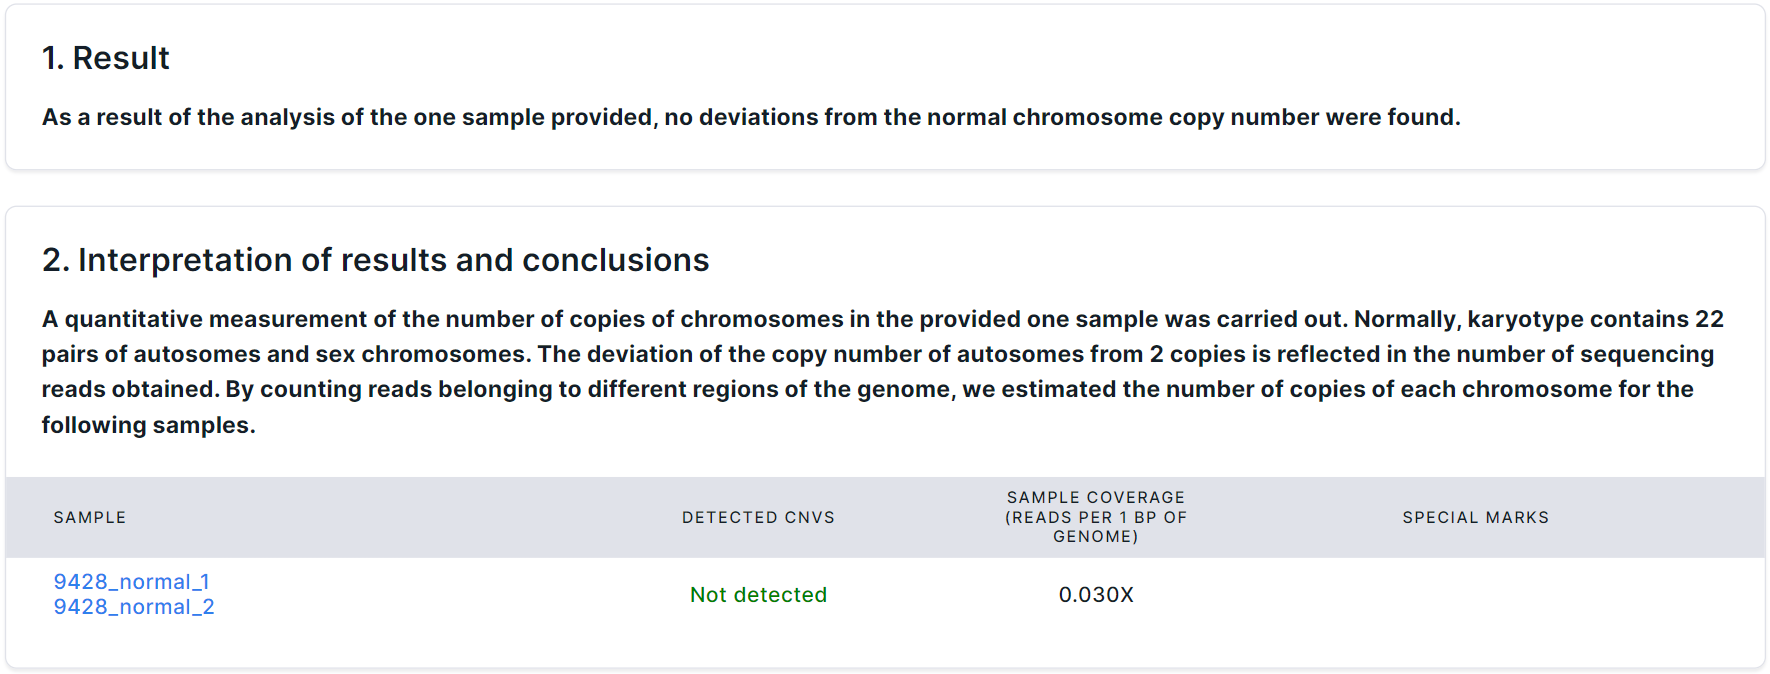 1. Result
As a result of the analysis of the one sample provided, no deviations from the normal chromosome copy number were found.
2. Interpretation of results and conclusions
A quantitative measurement of the number of copies of chromosomes in the provided one sample was carried out. Normally, karyotype contains 22
pairs of autosomes and sex chromosomes. The deviation of the copy number of autosomes from 2 copies is reflected in the number of sequencing
reads obtained. By counting reads belonging to different regions of the genome, we estimated the number of copies of each chromosome for the
following samples.
SAMPLE
DETECTED CNVS
SAMPLE COVERAGE
(READS PER 1 BP OF
GENOME)
SPECIAL MARKS
9428_normal_1
9428_normal_2
Not detected
0.030X